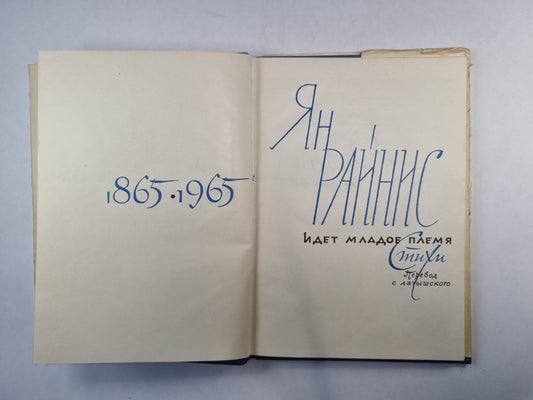 1865·1965
Ян
РАЙНИС
ИДЕТ МЛАДОЕ ПЛЕМЯ
Стихи
Перевод
с латышского